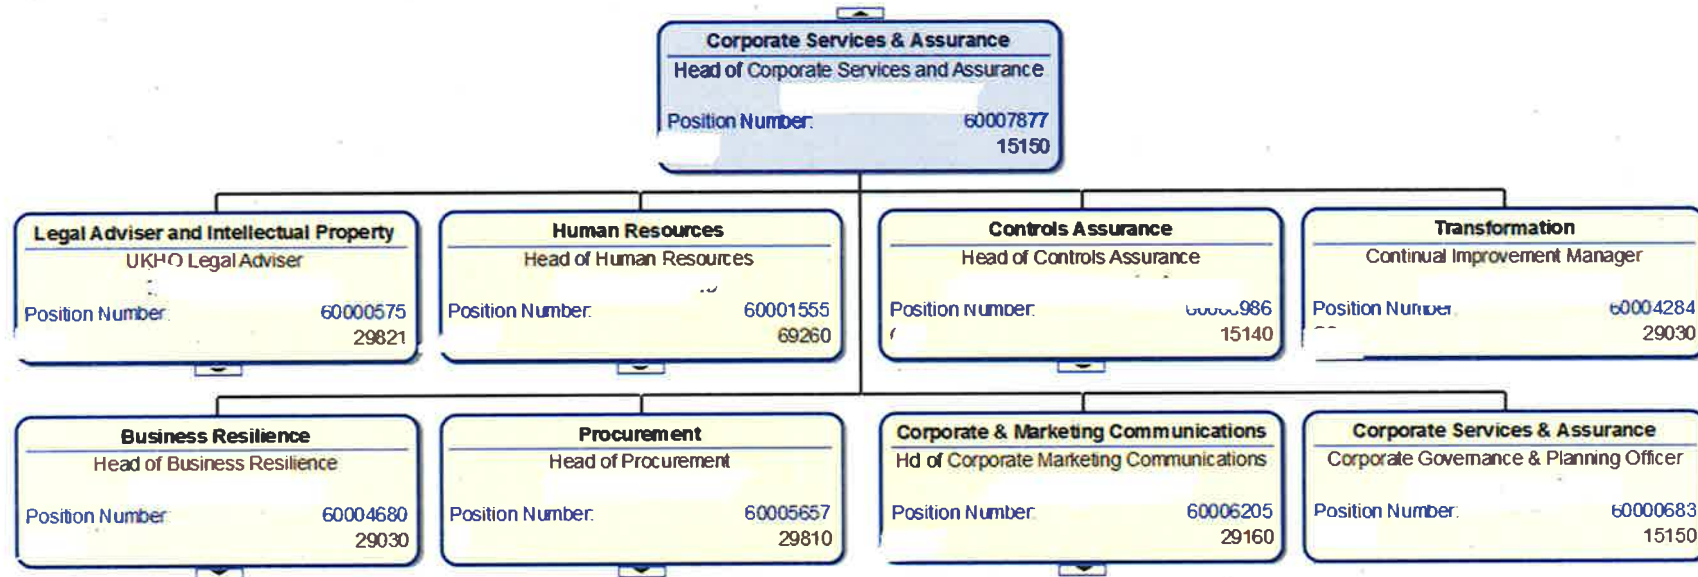 Corporate Services & Assurance
Head of Corporate Services and Assurance
Position Number: 60007877
15150
Legal Adviser and Intellectual Property
UKHO Legal Adviser
Position Number: 60000575
29821
Human Resources
Head of Human Resources
Position Number: 60001555
69260
Controls Assurance
Head of Controls Assurance
Position Number:
15140
Transformation
Continual Improvement Manager
Position Number: 60004284
29030
Business Resilience
Head of Business Resilience
Position Number: 60004680
29030
Procurement
Head of Procurement
Position Number: 60005657
29810
Corporate & Marketing Communications
Hd of Corporate Marketing Communications
Position Number: 60006205
29160
Corporate Services & Assurance
Corporate Governance & Planning Officer
Position Number: 60000683
15150